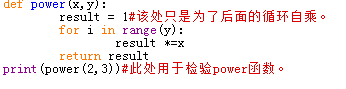 def power(x,y):
        result = 1#该处只是为了后面的循环自乘。
        for i in range(y):
                result *=x
        return result
print(power(2,3))#此处用于检验power函数。